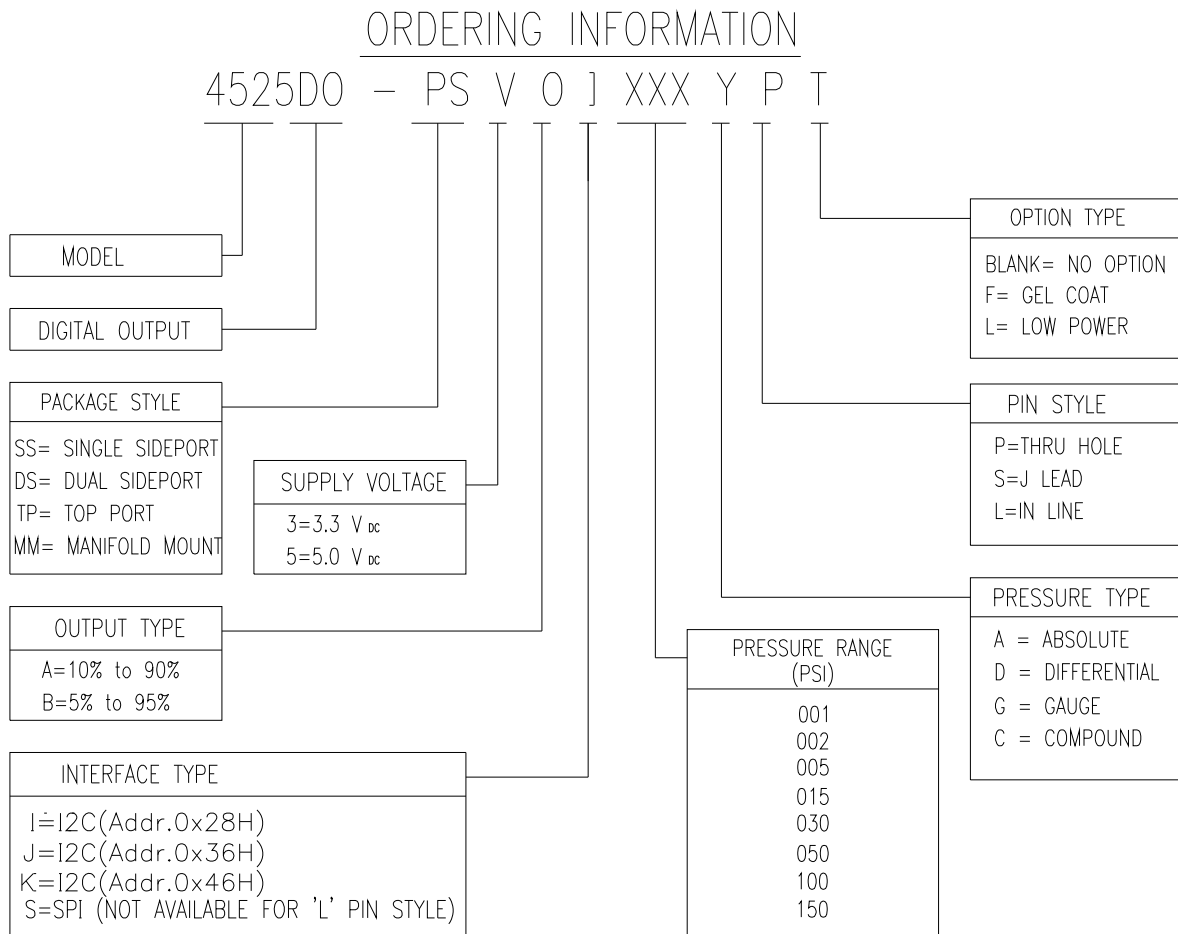 ORDERING INFORMATION
4525DO - PS V O I XXX Y P T
MODEL
DIGITAL OUTPUT
PACKAGE STYLE
SS= SINGLE SIDEPORT
DS= DUAL SIDEPORT
TP= TOP PORT
MM= MANIFOLD MOUNT
SUPPLY VOLTAGE
3=3.3 V DC
5=5.0 V DC
OUTPUT TYPE
A=10% to 90%
B=5% to 95%
INTERFACE TYPE
I=I2C(Addr.0x28H)
J=I2C(Addr.0x36H)
K=I2C(Addr.0x46H)
S=SPI (NOT AVAILABLE FOR 'L' PIN STYLE)
PRESSURE RANGE
(PSI)
001
002
005
015
030
050
100
150
OPTION TYPE
BLANK= NO OPTION
F= GEL COAT
L= LOW POWER
PIN STYLE
P=THRU HOLE
S=J LEAD
L=IN LINE
PRESSURE TYPE
A = ABSOLUTE
D = DIFFERENTIAL
G = GAUGE
C = COMPOUND